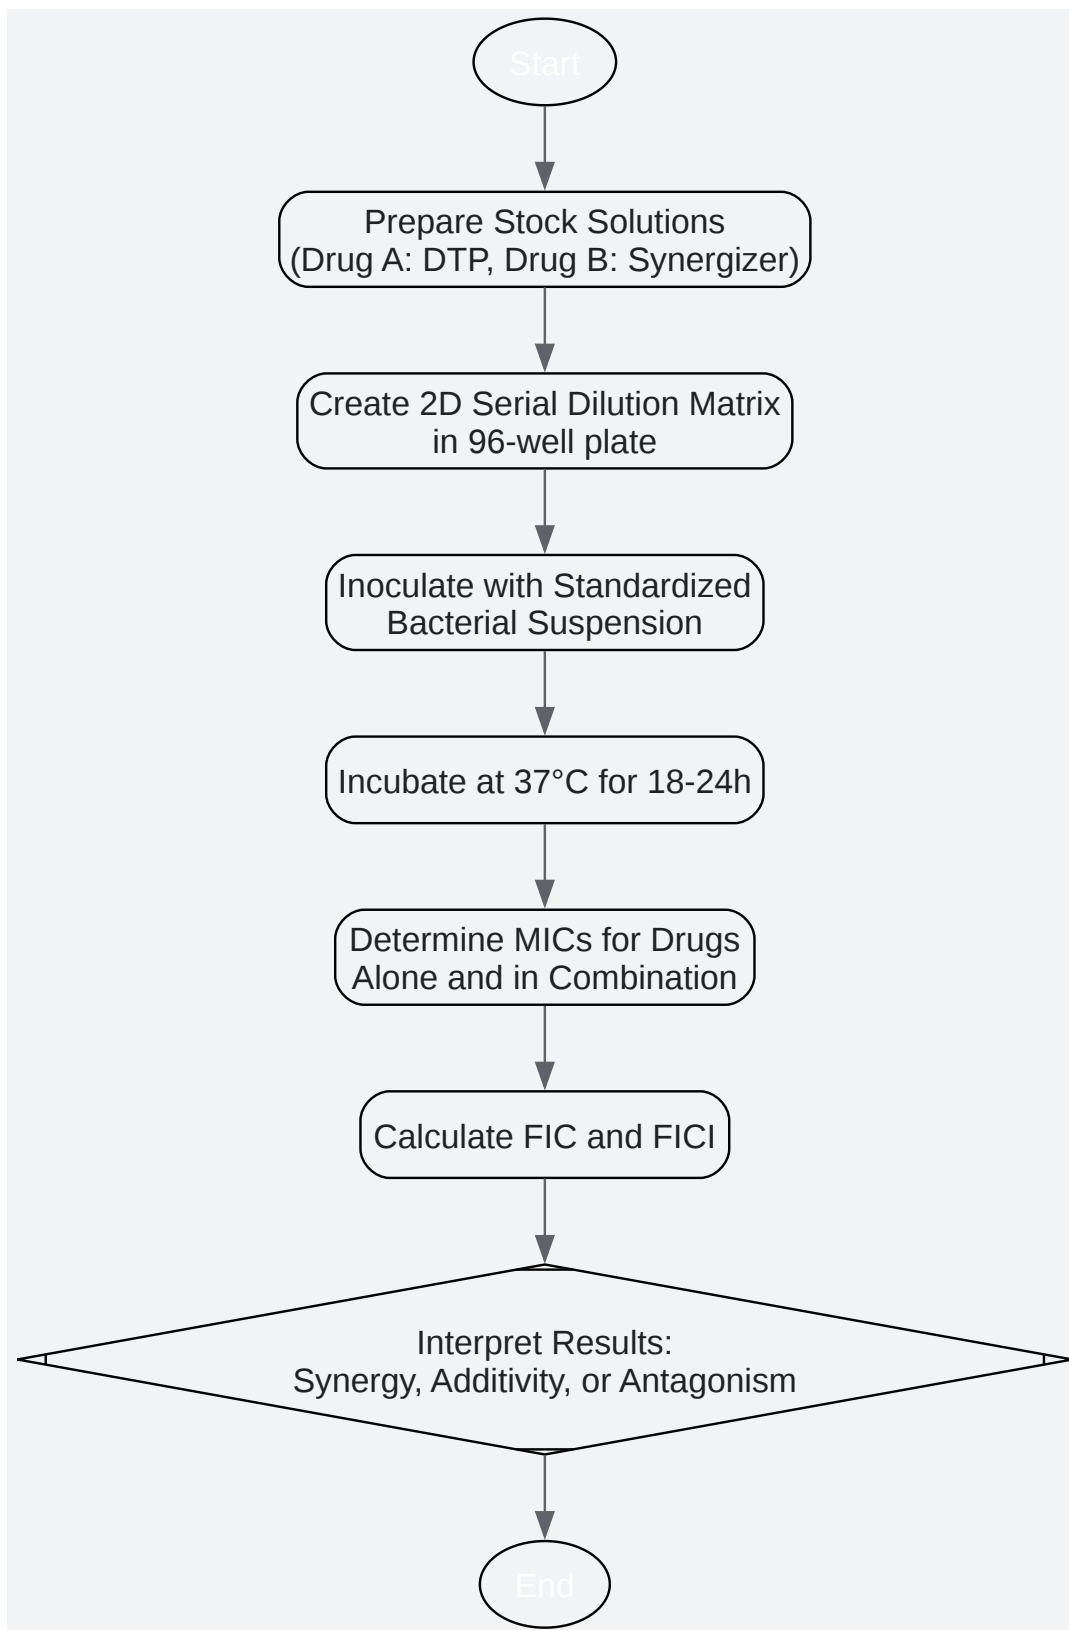 Start
Prepare Stock Solutions
(Drug A: DTP, Drug B: Synergizer)
Create 2D Serial Dilution Matrix
in 96-well plate
Inoculate with Standardized
Bacterial Suspension
Incubate at 37°C for 18-24h
Determine MICs for Drugs
Alone and in Combination
Calculate FIC and FICI
Interpret Results:
Synergy, Additivity, or Antagonism
End